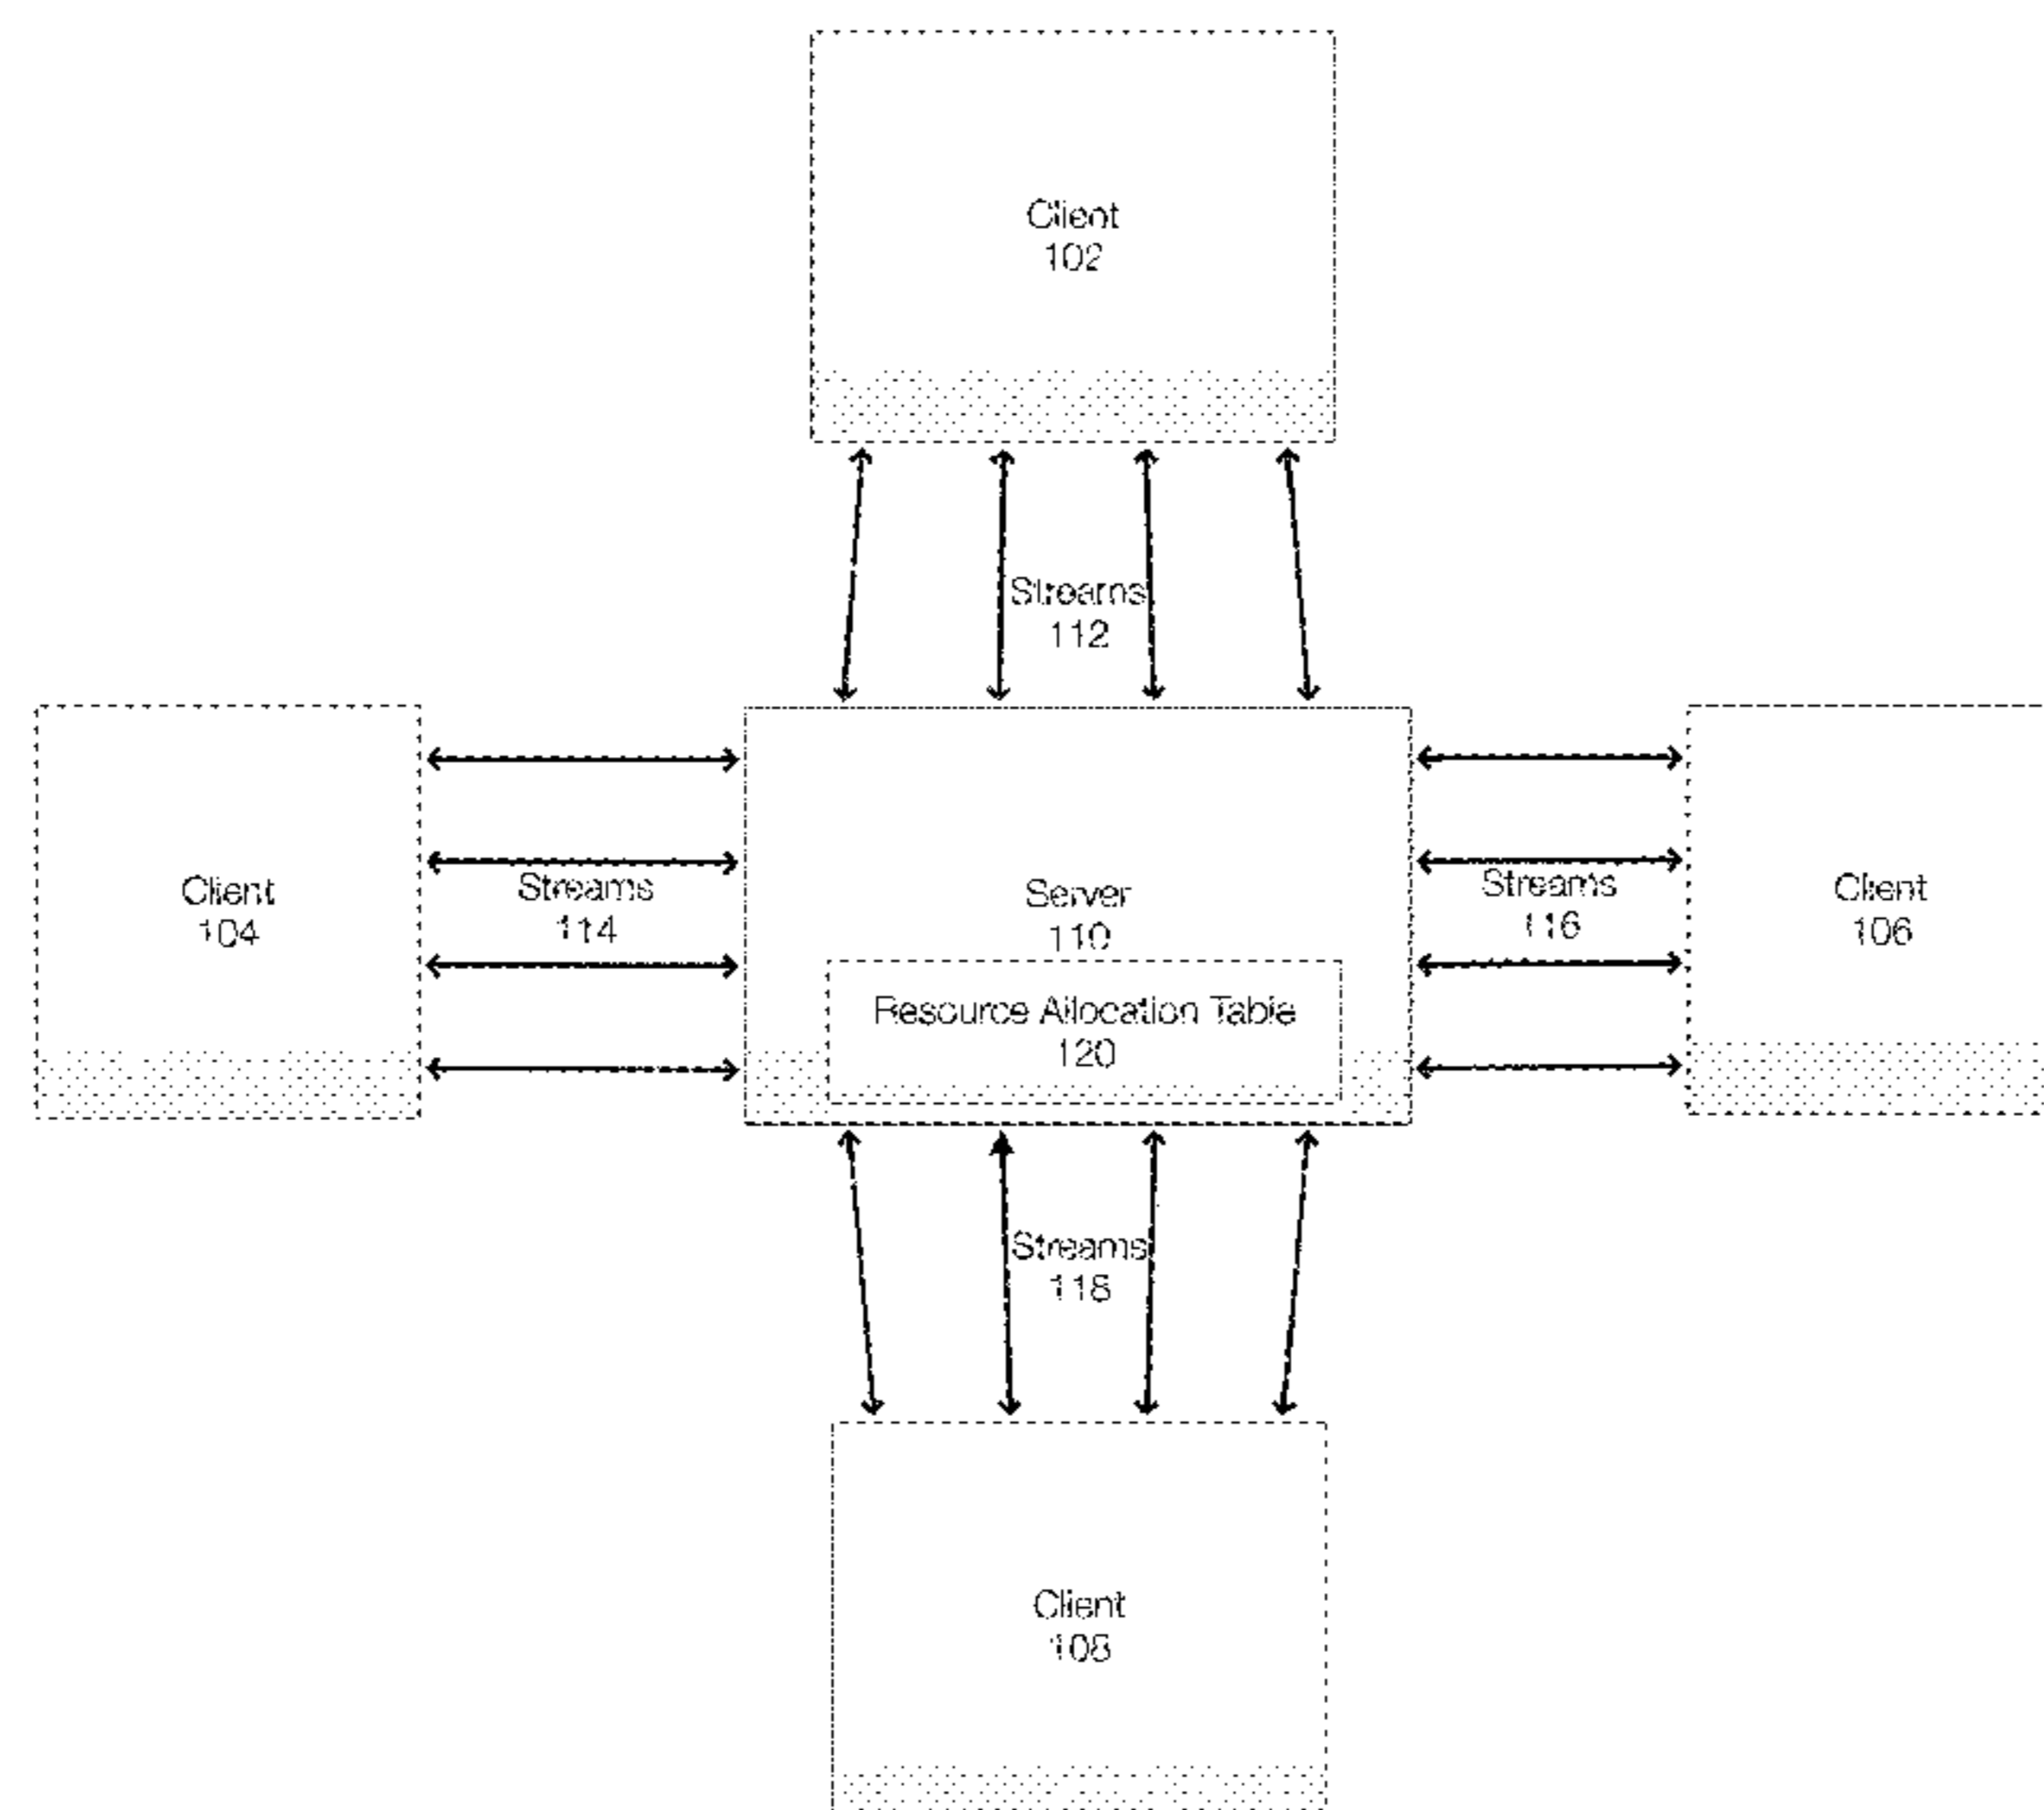 Client
102
Streams
112
Client
104
Streams
114
Server
110
Resource Allocation Table
120
Streams
116
Client
106
Streams
118
Client
108